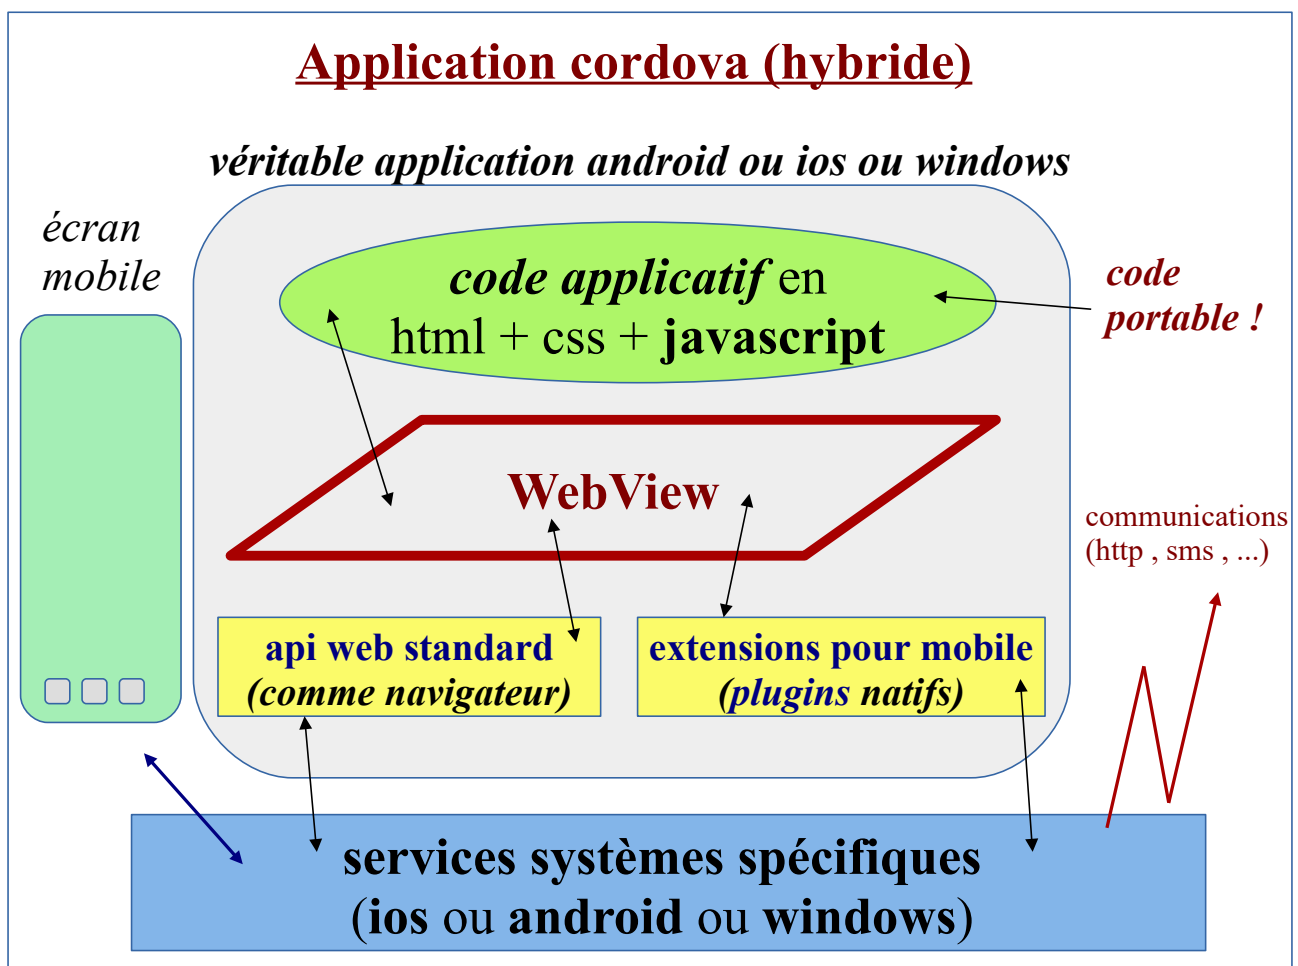 Application cordova (hybride)
véritable application android ou ios ou windows
écran
mobile
code applicatif en
html + css + javascript
code
portable !
WebView
communications
(http , sms , ...)
api web standard
(comme navigateur)
extensions pour mobile
(plugins natifs)
services systèmes spécifiques
(ios ou android ou windows)